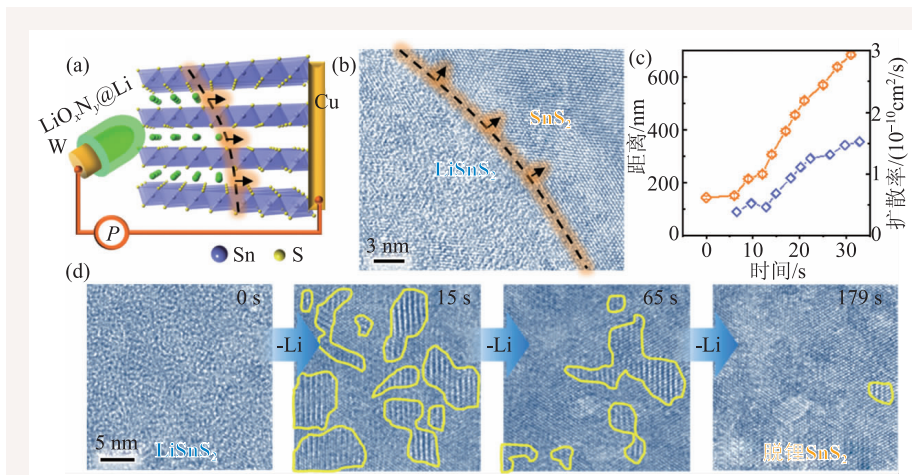 (a)
LiOₓNᵧ@Li
W
Cu
P
Sn
S
(b)
SnS₂
LiSnS₂
3 nm
(c)
距离/nm
600
400
200
0
0
10
20
30
时间/s
3
2
1
0
扩散率/(10⁻¹⁰cm²/s)
(d)
0 s
5 nm
LiSnS₂
-Li
15 s
-Li
65 s
-Li
179 s
脱锂SnS₂